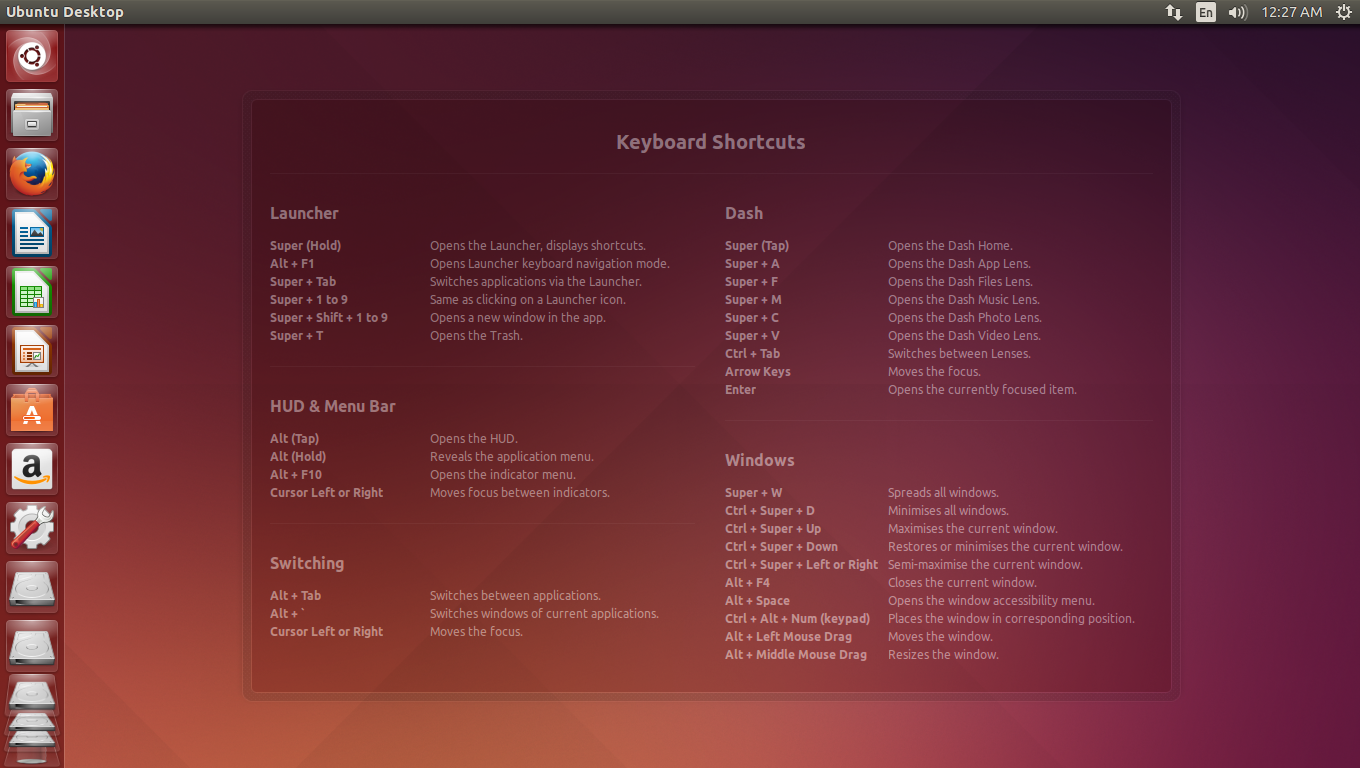 Ubuntu Desktop
En
12:27 AM
Keyboard Shortcuts
Launcher
Super (Hold) Opens the Launcher, displays shortcuts.
Alt + F1 Opens Launcher keyboard navigation mode.
Super + Tab Switches applications via the Launcher.
Super + 1 to 9 Same as clicking on a Launcher icon.
Super + Shift + 1 to 9 Opens a new window in the app.
Super + T Opens the Trash.
HUD & Menu Bar
Alt (Tap) Opens the HUD.
Alt (Hold) Reveals the application menu.
Alt + F10 Opens the indicator menu.
Cursor Left or Right Moves focus between indicators.
Switching
Alt + Tab Switches between applications.
Alt + ` Switches windows of current applications.
Cursor Left or Right Moves the focus.
Dash
Super (Tap) Opens the Dash Home.
Super + A Opens the Dash App Lens.
Super + F Opens the Dash Files Lens.
Super + M Opens the Dash Music Lens.
Super + C Opens the Dash Photo Lens.
Super + V Opens the Dash Video Lens.
Ctrl + Tab Switches between Lenses.
Arrow Keys Moves the focus.
Enter Opens the currently focused item.
Windows
Super + W Spreads all windows.
Ctrl + Super + D Minimises all windows.
Ctrl + Super + Up Maximises the current window.
Ctrl + Super + Down Restores or minimises the current window.
Ctrl + Super + Left or Right Semi-maximise the current window.
Alt + F4 Closes the current window.
Alt + Space Opens the window accessibility menu.
Ctrl + Alt + Num (keypad) Places the window in corresponding position.
Alt + Left Mouse Drag Moves the window.
Alt + Middle Mouse Drag Resizes the window.
A
a